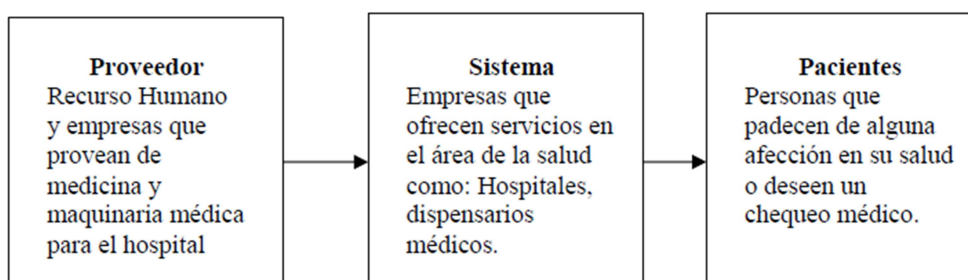 Proveedor
Recurso Humano
y empresas que
provean de
medicina y
maquinaria médica
para el hospital
Sistema
Empresas que
ofrecen servicios en
el área de la salud
como: Hospitales,
dispensarios
médicos.
Pacientes
Personas que
padecen de alguna
afección en su salud
o deseen un
chequeo médico.